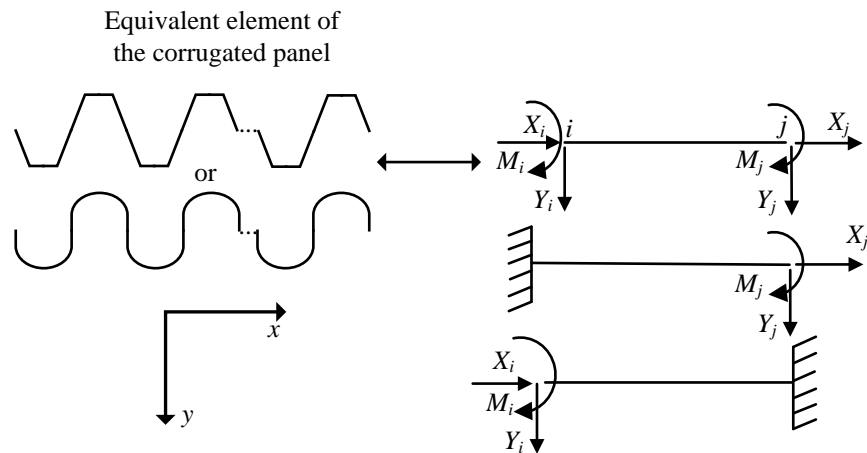 Equivalent element of
the corrugated panel
or
x
y
X_i
i
M_i
Y_i
j
X_j
M_j
Y_j
X_j
M_j
Y_j
X_i
M_i
Y_i